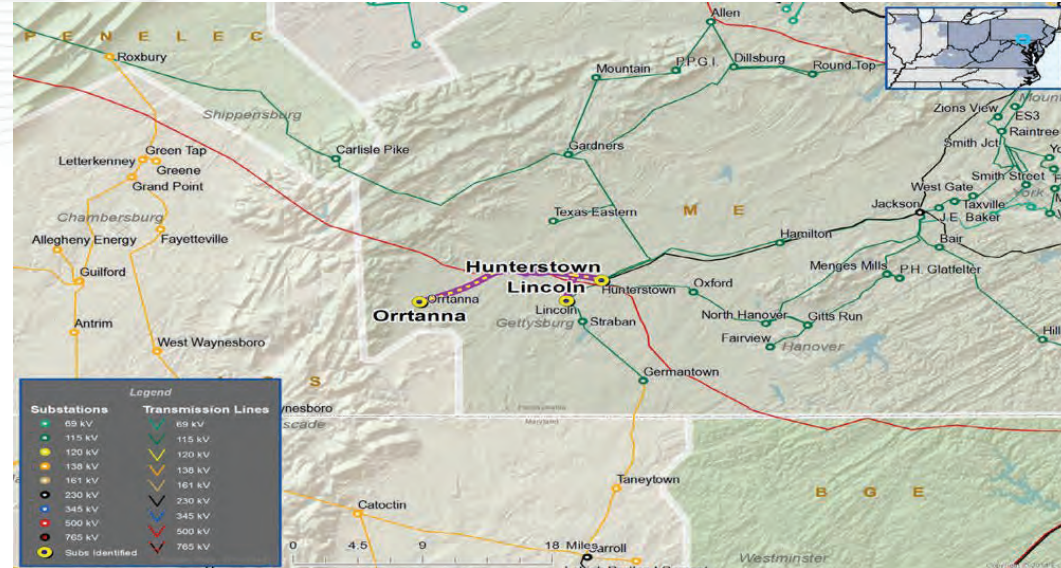 PENELEC
Roxbury
Allen
P.P.G.I.
Dillsburg
Mountain
Round Top
Shippensburg
Zions View
ES3
Raintree
Smith Jct
Letterkenney
Green Tap
Greene
Grand Point
Carlisle Pike
Gardners
Smith Street
York
West Gate
Taxville
Chambersburg
Texas Eastern
M E
Jackson
J.E. Baker
Allegheny Energy
Fayetteville
Hamilton
Bair
Guilford
Hunterstown
Lincoln
Hunterstown
Oxford
Menges Mills
P.H. Glatfelter
Orrtanna
Orrtanna
Lincoln
Gettysburg
Straban
North Hanover
Gitts Run
Antrim
Fairview
Hanover
Hill
West Waynesboro
Germantown
Legend
Substations
Transmission Lines
69 kV
69 kV
115 kV
115 kV
120 kV
120 kV
138 kV
138 kV
161 kV
161 kV
230 kV
230 kV
345 kV
345 kV
500 kV
500 kV
765 kV
765 kV
Subs Identified
S
ynesboro
scade
Pennsylvania
Maryland
Taneytown
BGE
Catoctin
0 4.5 9 18 Miles
Carroll
Westminster